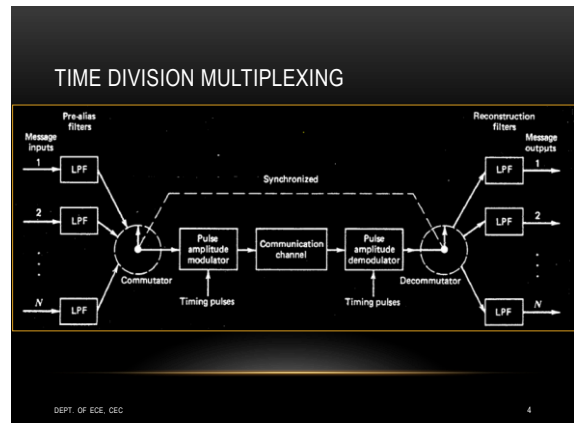 TIME DIVISION MULTIPLEXING
Pre-alias
filters
Message
inputs
Reconstruction
filters
Message
outputs
1
LPF
Synchronized
LPF
1
2
LPF
LPF
2
Pulse
amplitude
modulator
Communication
channel
Pulse
amplitude
demodulator
Commutator
Decommutator
Timing pulses
Timing pulses
N
LPF
LPF
N
DEPT. OF ECE, CEC
4